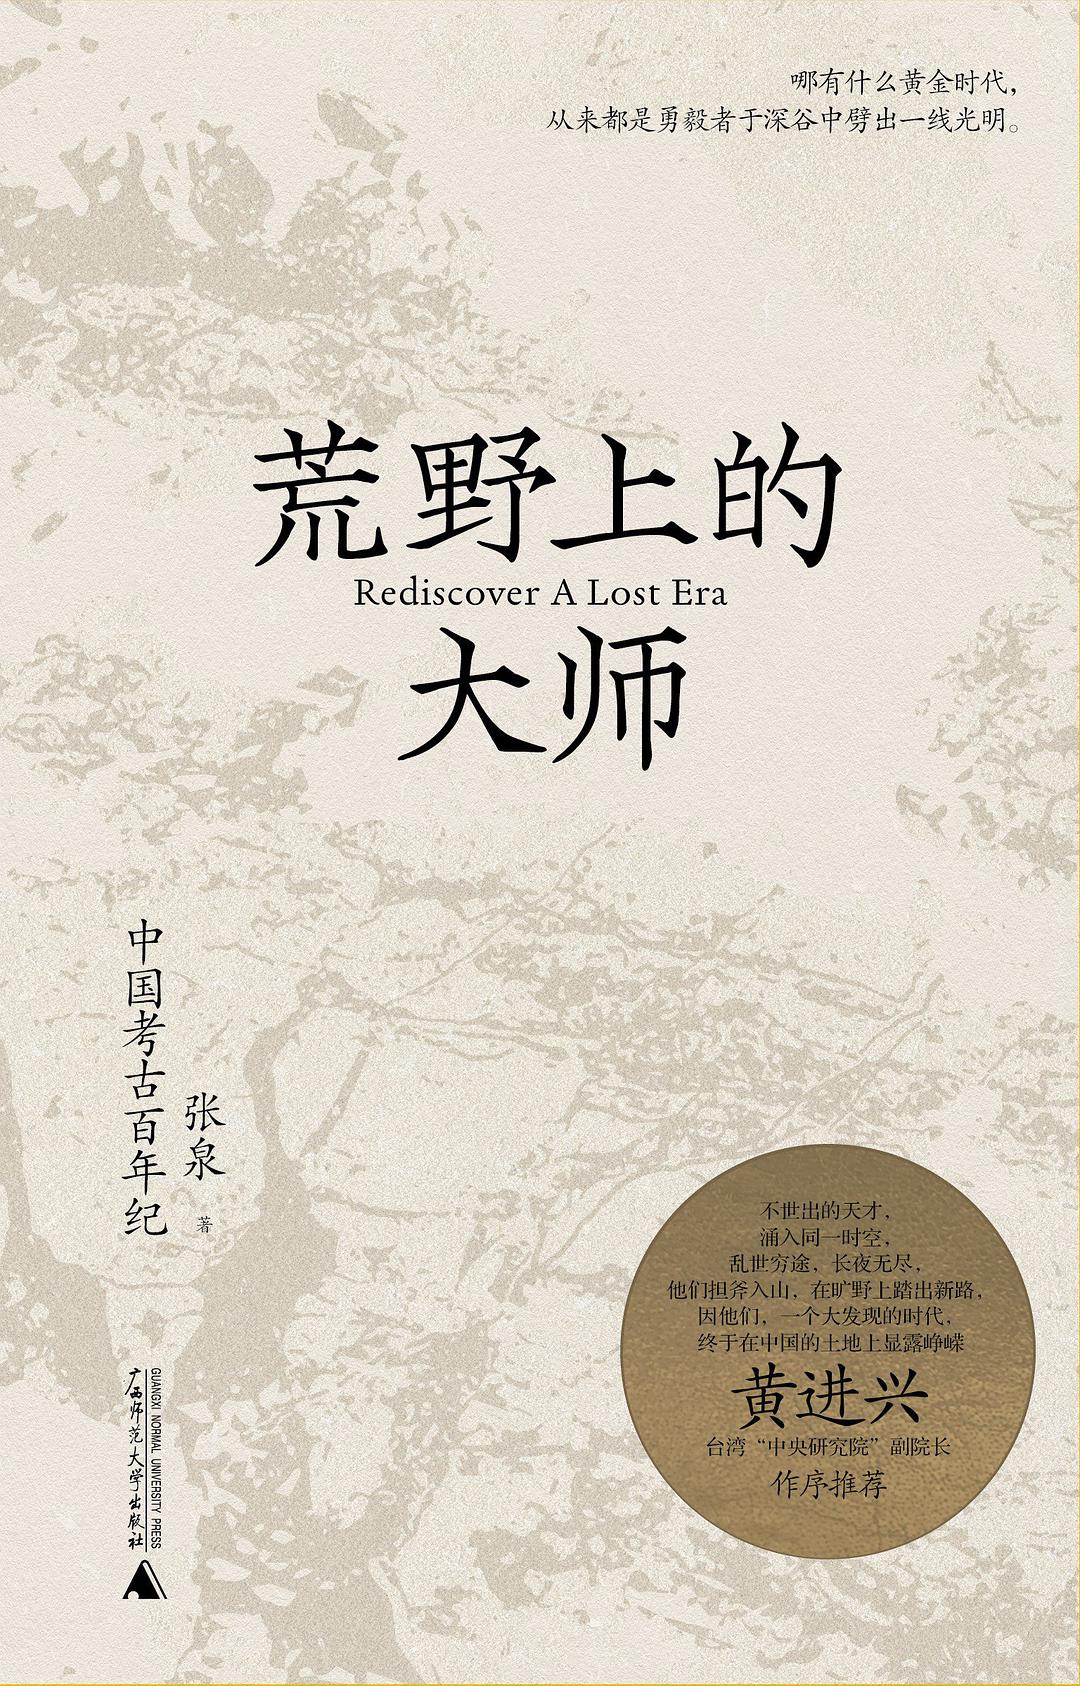 哪有什么黄金时代，
从来都是勇毅者于深谷中劈出一线光明。
荒野上的
Rediscover A Lost Era
大师
中国考古百年纪
张泉 著
不世出的天才，
涌入同一时空，
乱世穷途，长夜无尽，
他们担斧入山，在旷野上踏出新路，
因他们，一个大发现的时代，
终于在中国的土地上显露峥嵘
黄进兴
台湾“中央研究院”副院长
作序推荐
广西师范大学出版社
GUANGXI NORMAL UNIVERSITY PRESS